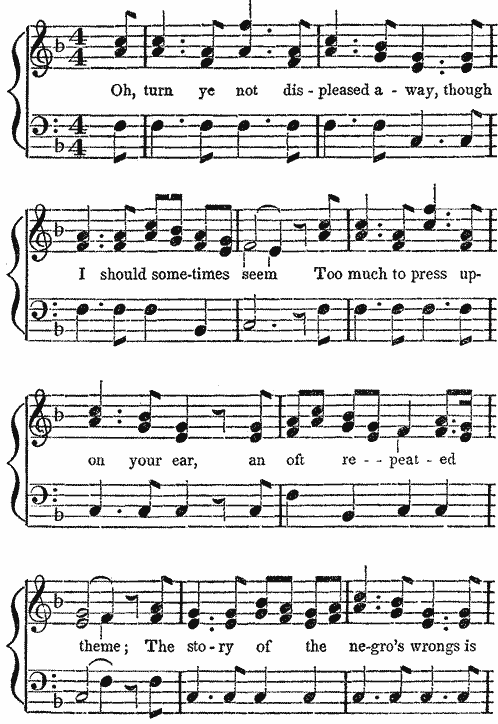 Oh, turn ye not dis - pleased a - way, though
I should some-times seem Too much to press up-
on your ear, an oft re - - peat - ed
theme; The sto - ry of the ne-gro's wrongs is